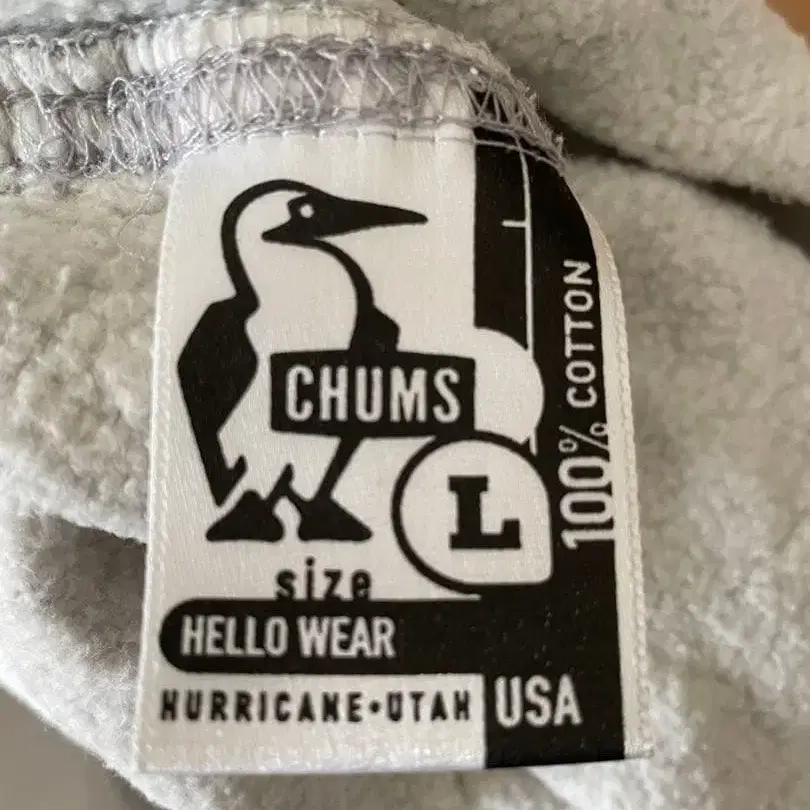 CHUMS
L
100% COTTON
size
HELLO WEAR
HURRICANE•UTAH USA